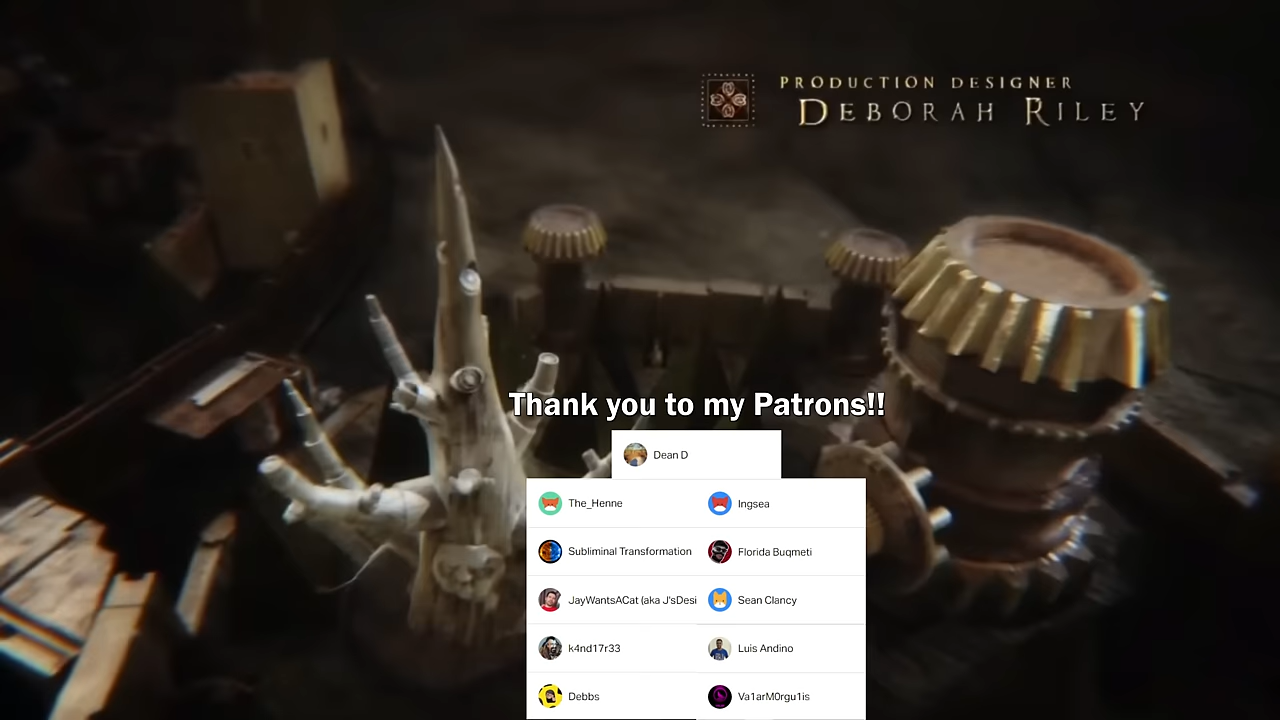 PRODUCTION DESIGNER
DEBORAH RILEY
Thank you to my Patrons!!
Dean D
The_Henne
Ingsea
Subliminal Transformation
Florida Buqmeti
JayWantsACat (aka J'sDesi
Sean Clancy
k4nd17r33
Luis Andino
Debbs
Va1arM0rgu1is